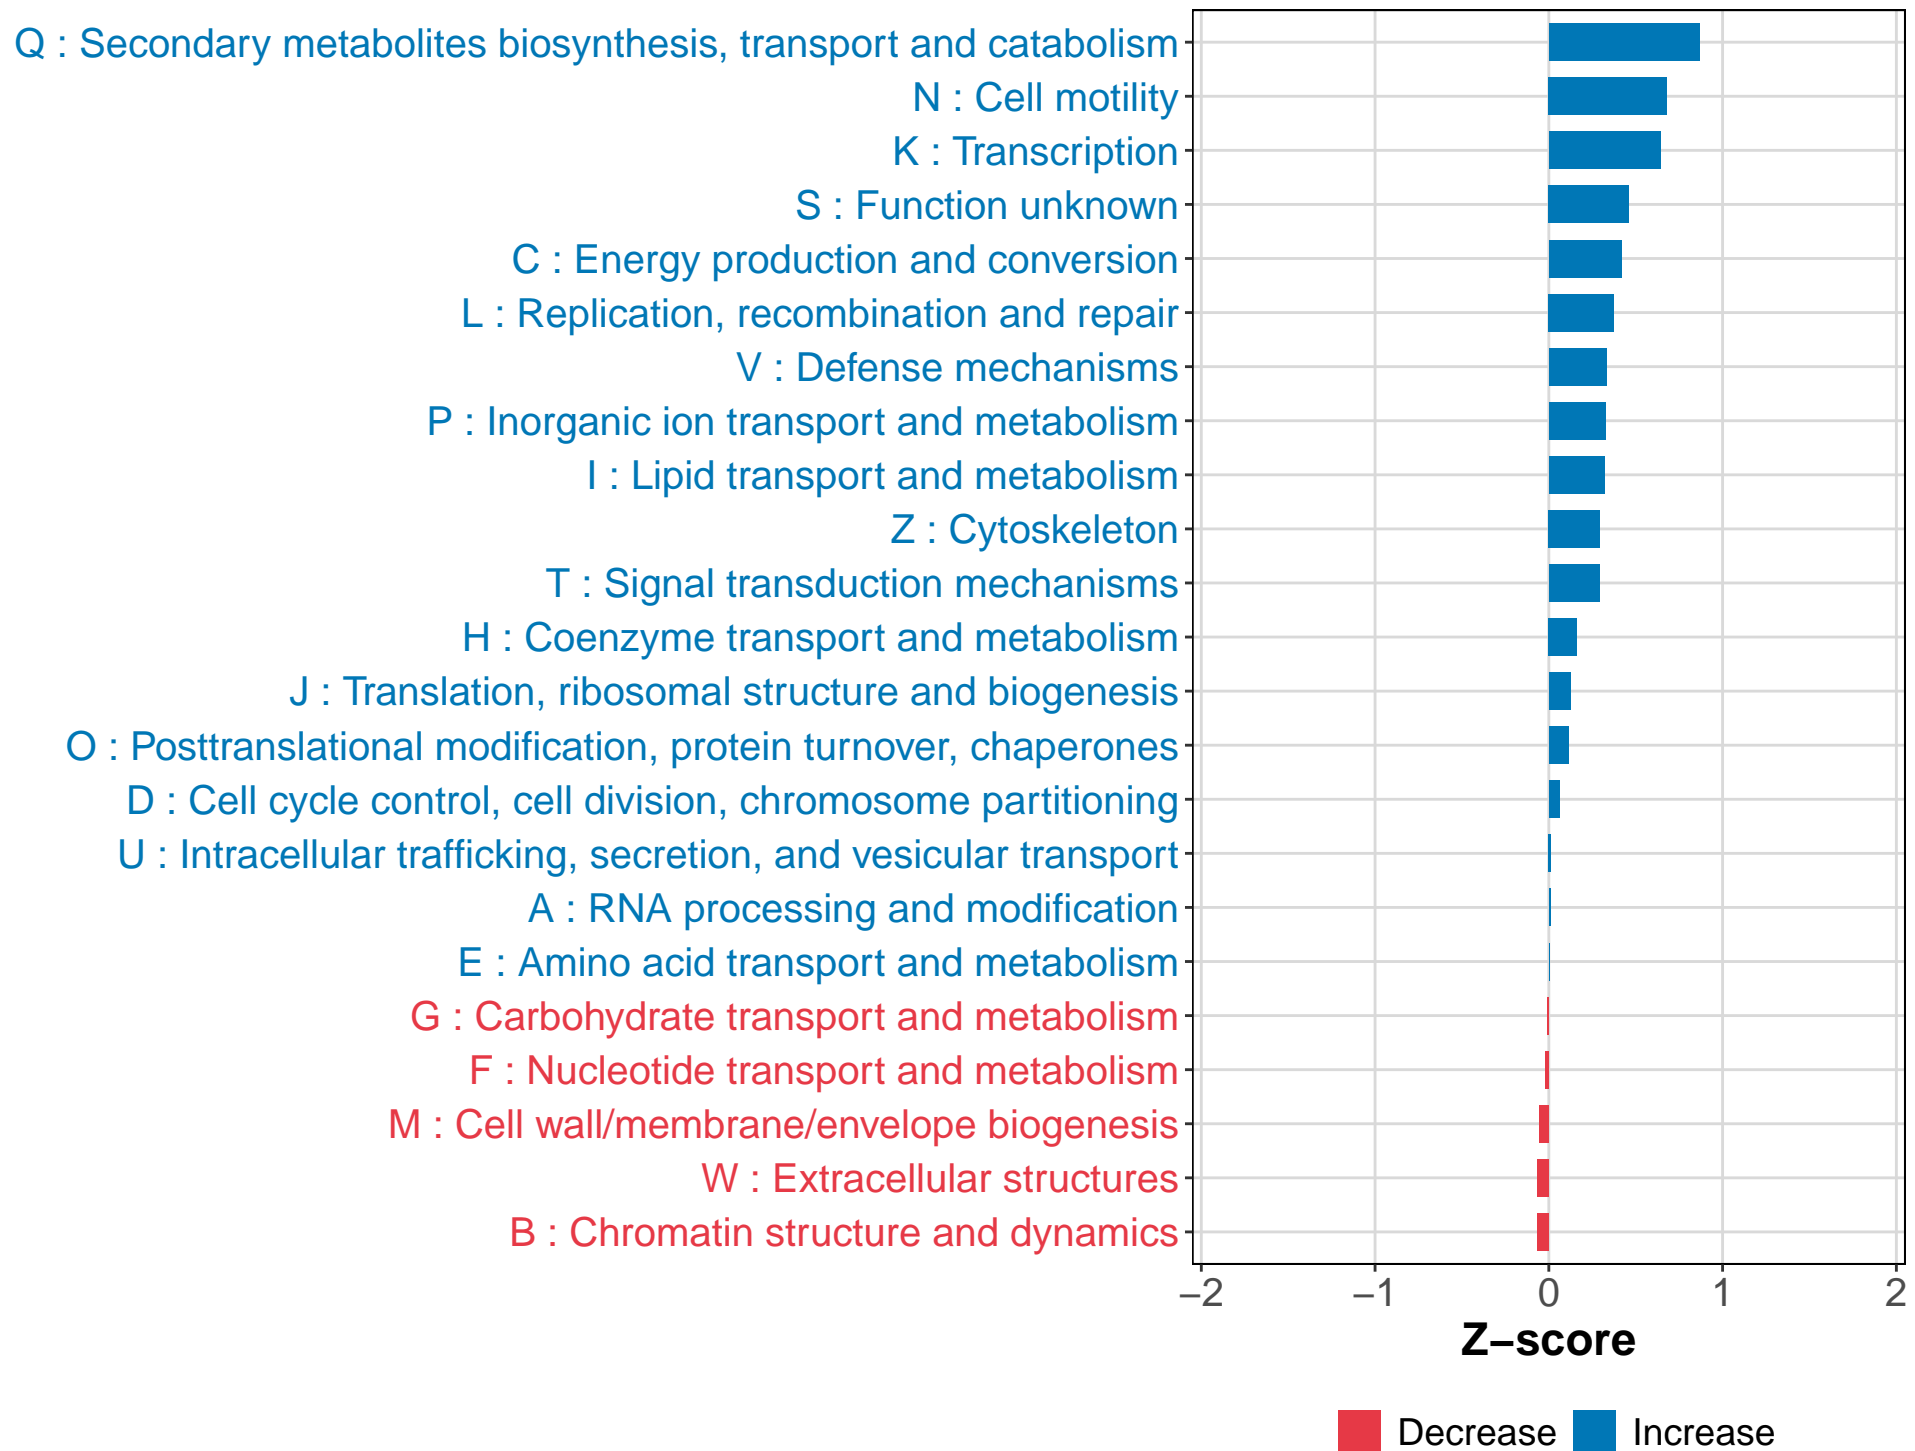 Q : Secondary metabolites biosynthesis, transport and catabolism
N : Cell motility
K : Transcription
S : Function unknown
C : Energy production and conversion
L : Replication, recombination and repair
V : Defense mechanisms
P : Inorganic ion transport and metabolism
I : Lipid transport and metabolism
Z : Cytoskeleton
T : Signal transduction mechanisms
H : Coenzyme transport and metabolism
J : Translation, ribosomal structure and biogenesis
O : Posttranslational modification, protein turnover, chaperones
D : Cell cycle control, cell division, chromosome partitioning
U : Intracellular trafficking, secretion, and vesicular transport
A : RNA processing and modification
E : Amino acid transport and metabolism
G : Carbohydrate transport and metabolism
F : Nucleotide transport and metabolism
M : Cell wall/membrane/envelope biogenesis
W : Extracellular structures
B : Chromatin structure and dynamics
−2 −1 0 1 2
Z−score
Decrease Increase